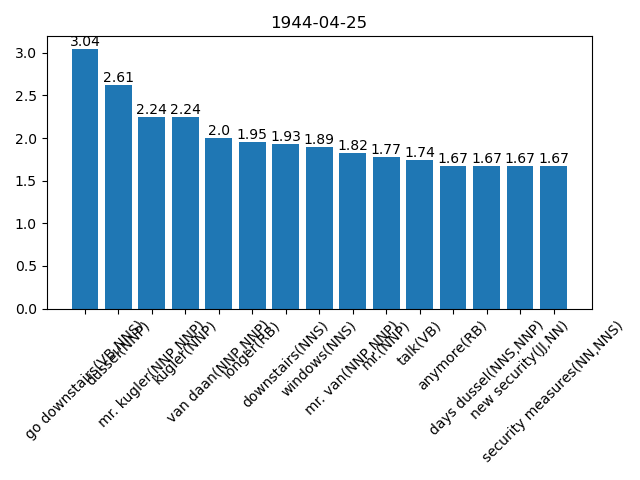 1944-04-25
3.04
2.61
2.24
2.24
2.0
1.95
1.93
1.89
1.82
1.77
1.74
1.67
1.67
1.67
1.67
3.0
2.5
2.0
1.5
1.0
0.5
0.0
go downstairs(VB,NNS)
dussel(NNP)
mr. kugler(NNP,NNP)
kugler(NNP)
van daan(NNP,NNP)
longer(RB)
downstairs(NNS)
windows(NNS)
mr. van(NNP,NNP)
mr.(NNP)
talk(VB)
anymore(RB)
days dussel(NNS,NNP)
new security(JJ,NN)
security measures(NN,NNS)